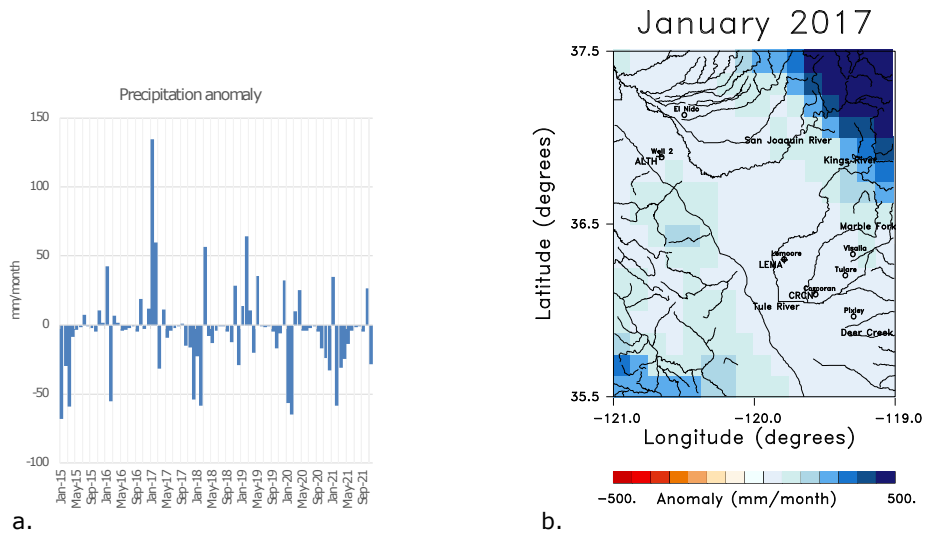 Precipitation anomaly
150
100
50
0
-50
-100
mm/month
Jan-15
May-15
Sep-15
Jan-16
May-16
Sep-16
Jan-17
May-17
Sep-17
Jan-18
May-18
Sep-18
Jan-19
May-19
Sep-19
Jan-20
May-20
Sep-20
Jan-21
May-21
Sep-21
a.
January 2017
37.5
36.5
35.5
Latitude (degrees)
El Nido
San Joaquin River
Well 2
ALTH
Kings River
Marble Fork
Visalia
Lemoore
LEMA
Tulare
Corcoran
CRCN
Tule River
Pixley
Deer Creek
-121.0
-120.0
-119.0
Longitude (degrees)
-500.
Anomaly (mm/month)
500.
b.